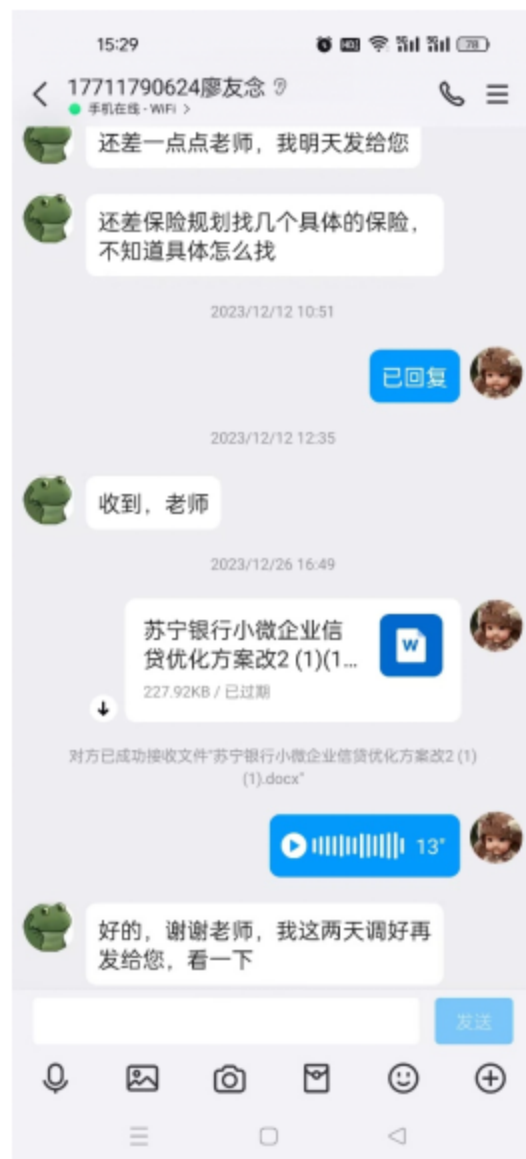 15:29
HD
5G
5G
78
17711790624廖友念
手机在线 - WiFi >
还差一点点老师，我明天发给您
还差保险规划找几个具体的保险，
不知道具体怎么找
2023/12/12 10:51
已回复
2023/12/12 12:35
收到，老师
2023/12/26 16:49
苏宁银行小微企业信
贷优化方案改2 (1)(1...
W
227.92KB / 已过期
对方已成功接收文件"苏宁银行小微企业信贷优化方案改2 (1)
(1).docx"
13"
好的，谢谢老师，我这两天调好再
发给您，看一下
发送